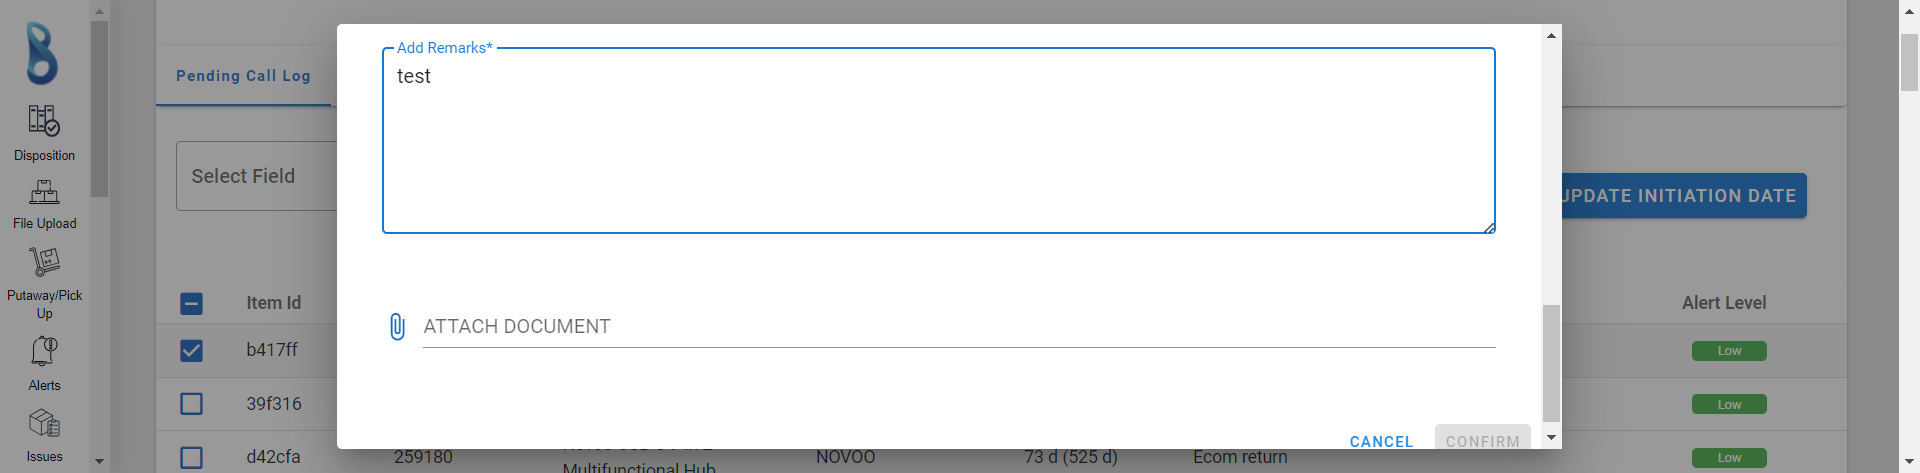 Disposition
File Upload
Putaway/Pick
Up
Alerts
Issues
Pending Call Log
Select Field
UPDATE INITIATION DATE
Add Remarks*
test
ATTACH DOCUMENT
CANCEL
CONFIRM
Item Id
Alert Level
b417ff
Low
39f316
Low
d42cfa
259180
Multifunctional Hub
NOVOO
73 d (525 d)
Ecom return
Low